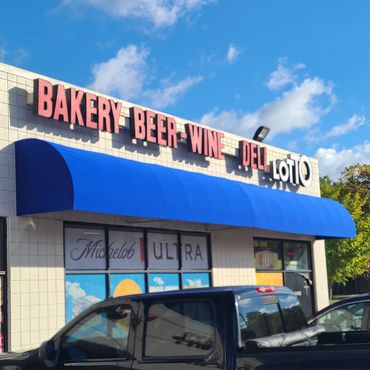 BAKERY BEER WINE DELI LOTTO
Michelob ULTRA